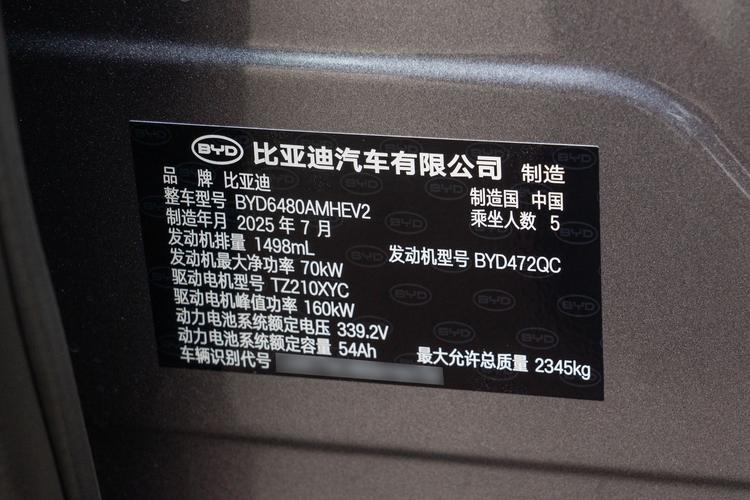 BYD 比亚迪汽车有限公司 制造
品 牌 比亚迪 制造国 中国
整车型号 BYD6480AMHEV2 乘坐人数 5
制造年月 2025 年 7 月
发动机排量 1498mL 发动机型号 BYD472QC
发动机最大净功率 70kW
驱动电机型号 TZ210XYC
驱动电机峰值功率 160kW
动力电池系统额定电压 339.2V
动力电池系统额定容量 54Ah 最大允许总质量 2345kg
车辆识别代号